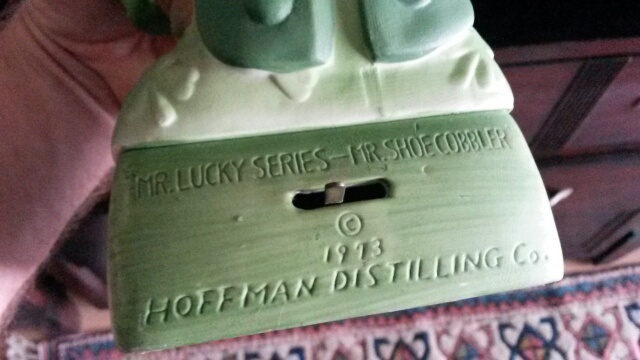 "MR. LUCKY SERIES—MR. SHOE COBBLER"
©
1973
HOFFMAN DISTILLING Co.